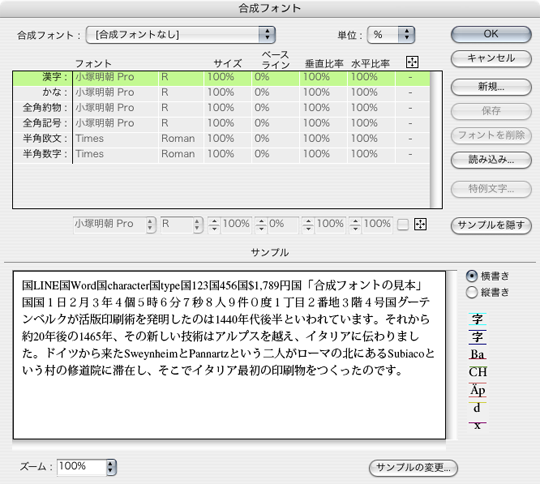 合成フォント
合成フォント： [合成フォントなし] 単位： %
OK
キャンセル
新規...
保存
フォントを削除
読み込み...
特例文字...
サンプルを隠す
フォント サイズ ベースライン 垂直比率 水平比率
漢字： 小塚明朝 Pro R 100% 0% 100% 100% -
かな： 小塚明朝 Pro R 100% 0% 100% 100% -
全角約物： 小塚明朝 Pro R 100% 0% 100% 100% -
全角記号： 小塚明朝 Pro R 100% 0% 100% 100% -
半角欧文： Times Roman 100% 0% 100% 100% -
半角数字： Times Roman 100% 0% 100% 100% -
小塚明朝 Pro R 100% 0% 100% 100%
サンプル
国LINE国Word国character国type国123国456国$1,789円国「合成フォントの見本」
国国１日２月３年４個５時６分７秒８人９件０度１丁目２番地３階４号国グーテ
ンベルクが活版印刷術を発明したのは1440年代後半といわれています。それから
約20年後の1465年、その新しい技術はアルプスを越え、イタリアに伝わりまし
た。ドイツから来たSweynheimとPannartzという二人がローマの北にあるSubiacoと
いう村の修道院に滞在し、そこでイタリア最初の印刷物をつくったのです。
横書き
縦書き
字
字
Ba
CH
Äp
d
x
ズーム： 100%
サンプルの変更...